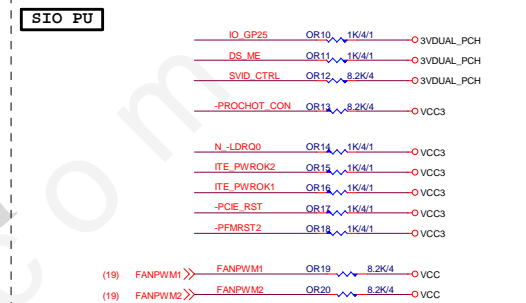 SIO PU
IO_GP25 OR10 1K/4/1 3VDUAL_PCH
DS_ME OR11 1K/4/1 3VDUAL_PCH
SVID_CTRL OR12 8.2K/4 3VDUAL_PCH
-PROCHOT_CON OR13 8.2K/4 VCC3
N_-LDRQ0 OR14 1K/4/1 VCC3
ITE_PWROK2 OR15 1K/4/1 VCC3
ITE_PWROK1 OR16 1K/4/1 VCC3
-PCIE_RST OR17 1K/4/1 VCC3
-PFMRST2 OR18 1K/4/1 VCC3
(19) FANPWM1 FANPWM1 OR19 8.2K/4 VCC
(19) FANPWM2 FANPWM2 OR20 8.2K/4 VCC